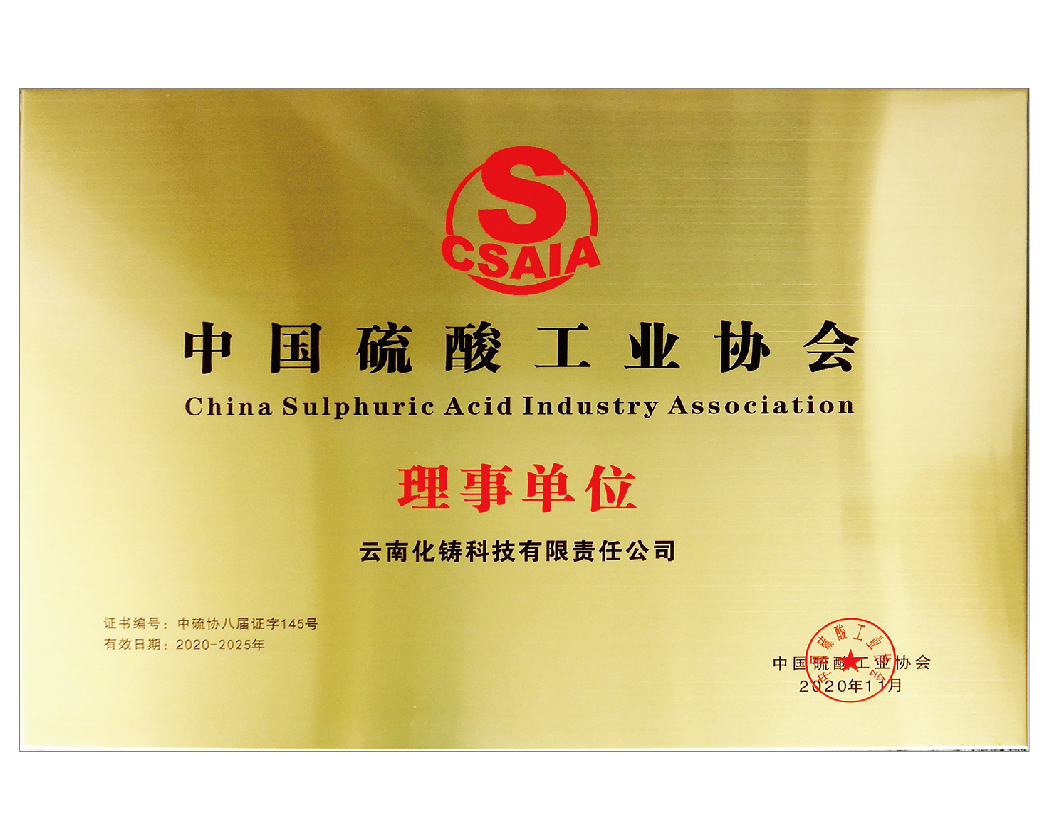 S
CSAIA
中国硫酸工业协会
China Sulphuric Acid Industry Association
理事单位
云南化铸科技有限责任公司
证书编号：中硫协八届证字145号
有效日期：2020-2025年
中国硫酸工业协会
2020年11月